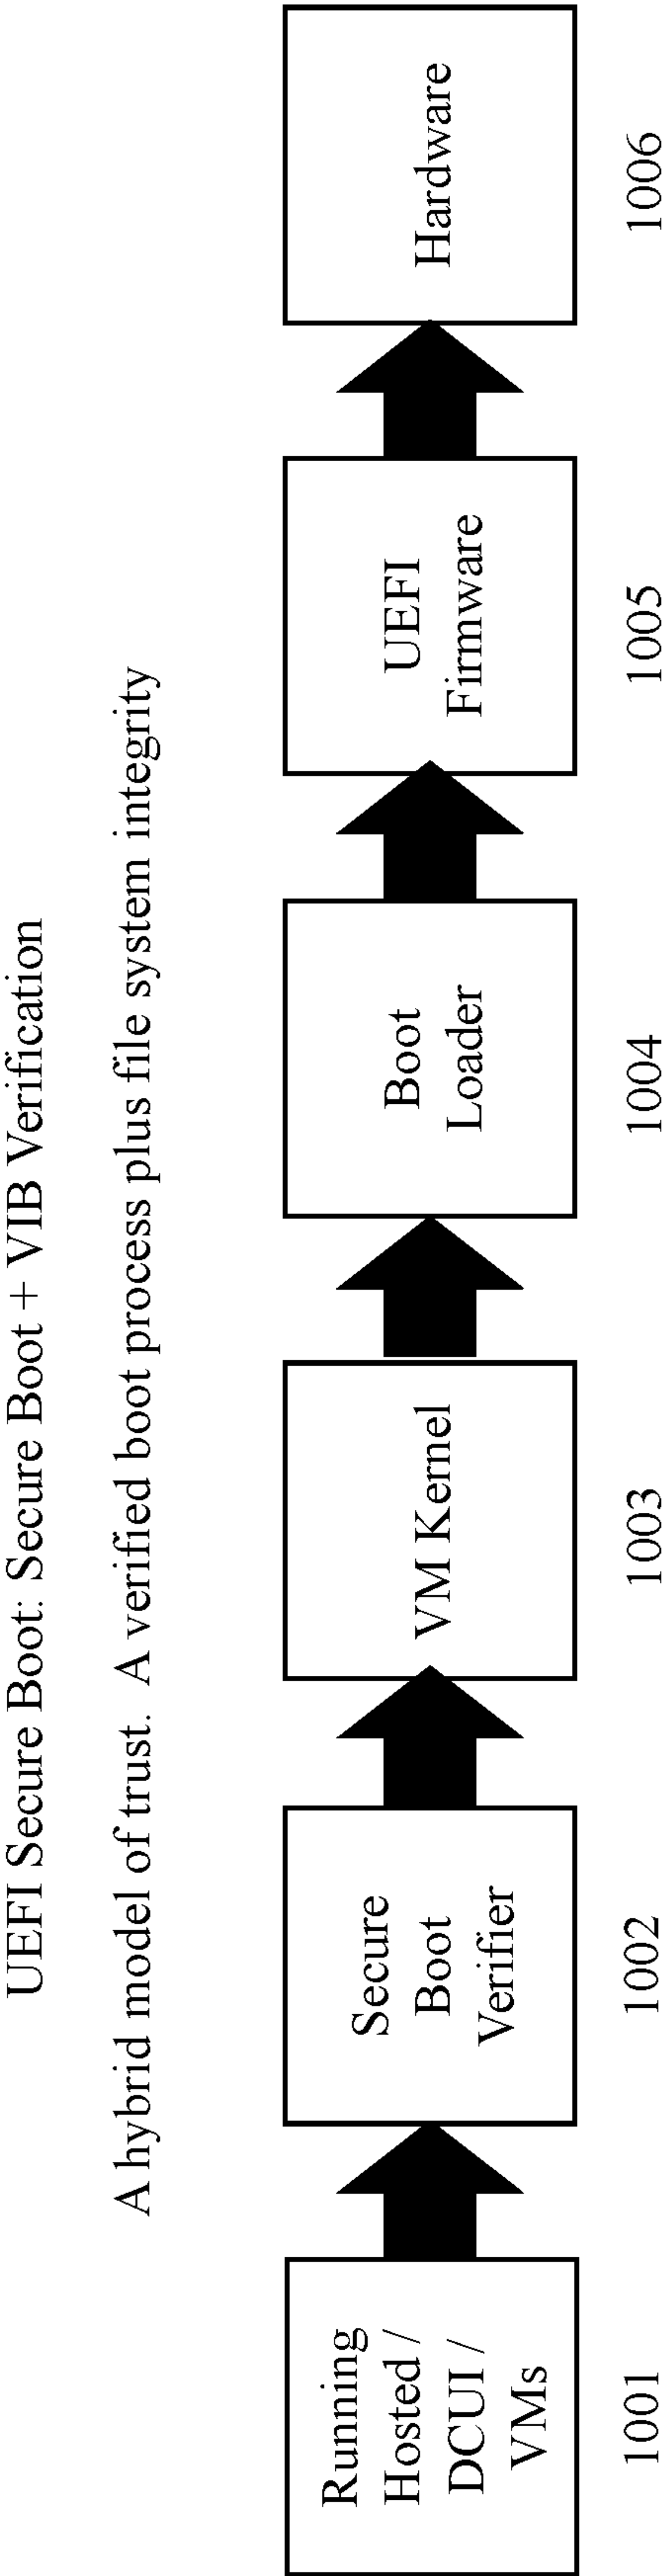 UEFI Secure Boot: Secure Boot + VIB Verification
A hybrid model of trust. A verified boot process plus file system integrity
Running
Hosted /
DCUI /
VMs
1001
Secure
Boot
Verifier
1002
VM Kernel
1003
Boot
Loader
1004
UEFI
Firmware
1005
Hardware
1006